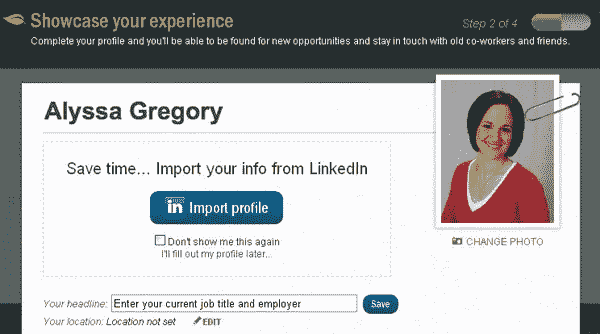 Showcase your experience
Step 2 of 4
Complete your profile and you'll be able to be found for new opportunities and stay in touch with old co-workers and friends.
Alyssa Gregory
Save time... Import your info from LinkedIn
in Import profile
Don't show me this again
I'll fill out my profile later...
CHANGE PHOTO
Your headline: Enter your current job title and employer Save
Your location: Location not set EDIT